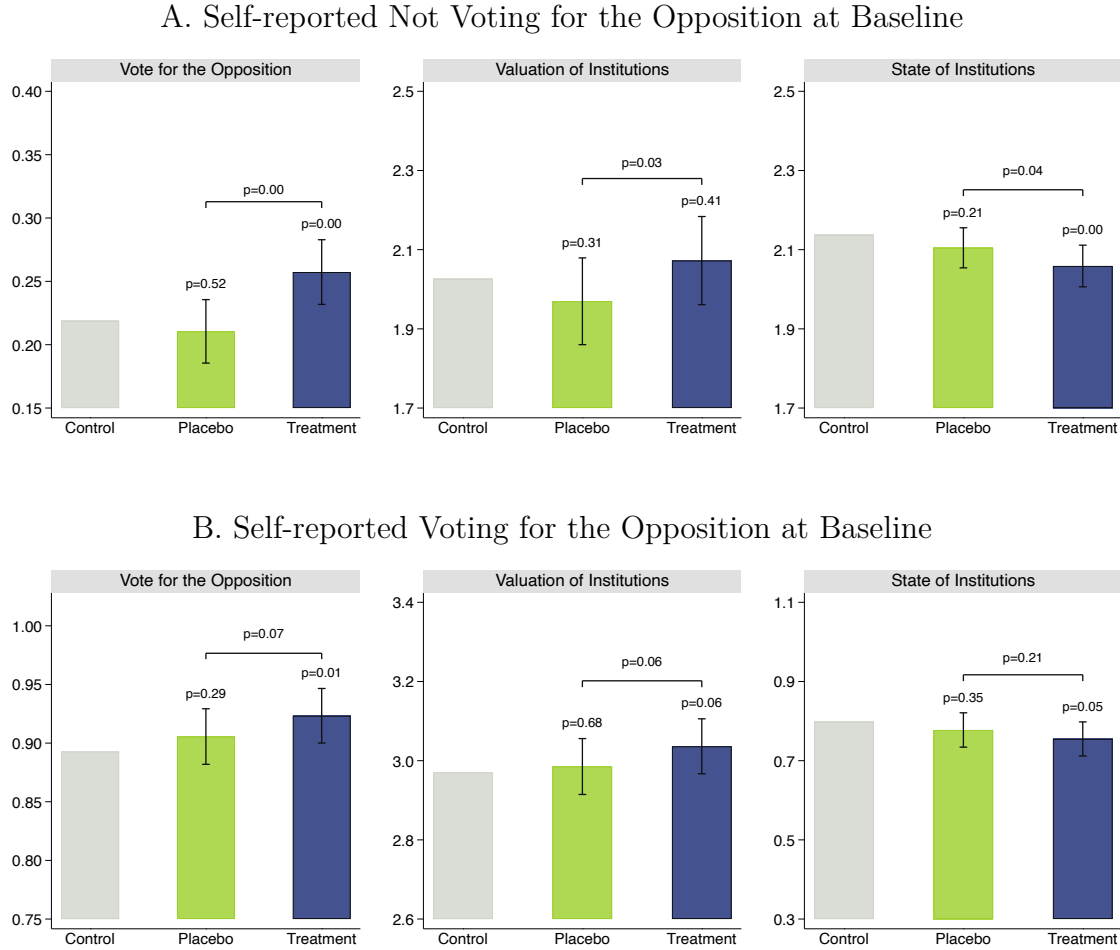 A. Self-reported Not Voting for the Opposition at Baseline
Vote for the Opposition
0.40
0.35
0.30
0.25
0.20
0.15
p=0.00
p=0.00
p=0.52
Control Placebo Treatment
Valuation of Institutions
2.5
2.3
2.1
1.9
1.7
p=0.03
p=0.41
p=0.31
Control Placebo Treatment
State of Institutions
2.5
2.3
2.1
1.9
1.7
p=0.04
p=0.21
p=0.00
Control Placebo Treatment
B. Self-reported Voting for the Opposition at Baseline
Vote for the Opposition
1.00
0.95
0.90
0.85
0.80
0.75
p=0.07
p=0.01
p=0.29
Control Placebo Treatment
Valuation of Institutions
3.4
3.2
3.0
2.8
2.6
p=0.06
p=0.06
p=0.68
Control Placebo Treatment
State of Institutions
1.1
0.9
0.7
0.5
0.3
p=0.21
p=0.35
p=0.05
Control Placebo Treatment